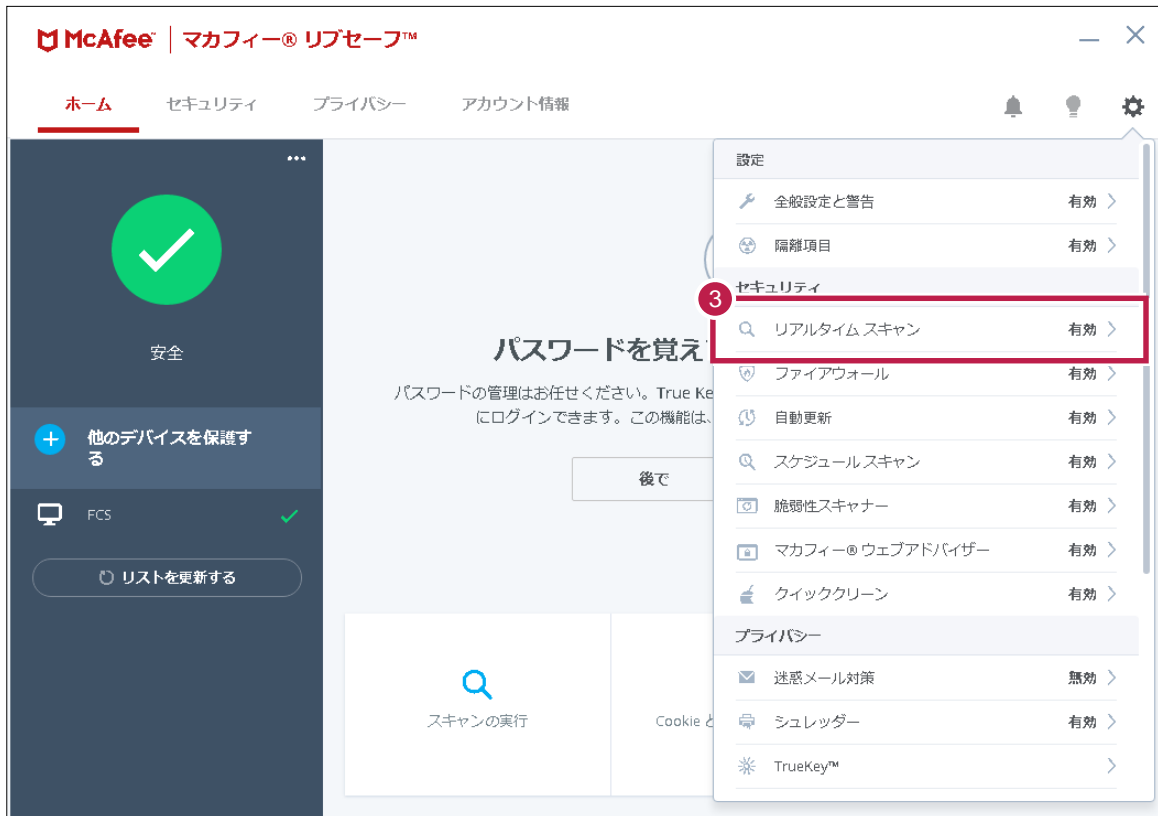 McAfee™ | マカフィー® リブセーフ™
ホーム セキュリティ プライバシー アカウント情報
安全
他のデバイスを保護す
る
FCS
リストを更新する
パスワードを覚え
パスワードの管理はお任せください。True Ke
にログインできます。この機能は、
後で
スキャンの実行
Cookie と
設定
全般設定と警告 有効
隔離項目 有効
セキュリティ
3
リアルタイム スキャン 有効
ファイアウォール 有効
自動更新 有効
スケジュール スキャン 有効
脆弱性スキャナー 有効
マカフィー® ウェブアドバイザー 有効
クイッククリーン 有効
プライバシー
迷惑メール対策 無効
シュレッダー 有効
TrueKey™